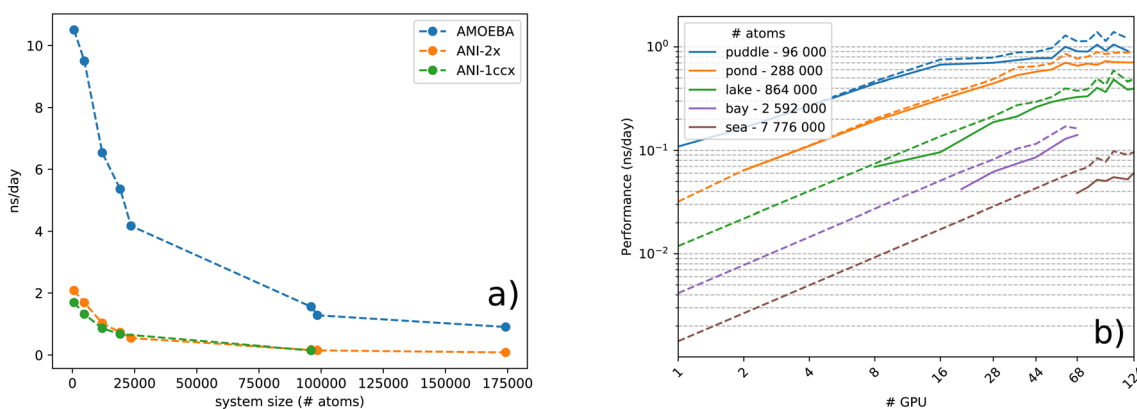 10
8
6
4
2
0
ns/day
AMOEBA
ANI-2x
ANI-1ccx
a)
0
25000
50000
75000
100000
125000
150000
175000
system size (# atoms)
10⁰
10⁻¹
10⁻²
Performance (ns/day)
# atoms
puddle - 96 000
pond - 288 000
lake - 864 000
bay - 2 592 000
sea - 7 776 000
b)
1
2
4
8
16
28
44
68
124
# GPU